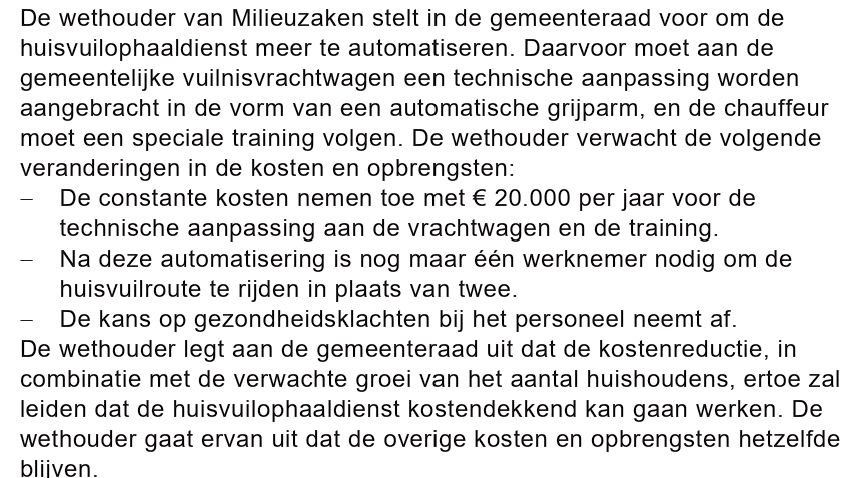 De wethouder van Milieuzaken stelt in de gemeenteraad voor om de
huisvuilophaaldienst meer te automatiseren. Daarvoor moet aan de
gemeentelijke vuilnisvrachtwagen een technische aanpassing worden
aangebracht in de vorm van een automatische grijparm, en de chauffeur
moet een speciale training volgen. De wethouder verwacht de volgende
veranderingen in de kosten en opbrengsten:
– De constante kosten nemen toe met € 20.000 per jaar voor de
technische aanpassing aan de vrachtwagen en de training.
– Na deze automatisering is nog maar één werknemer nodig om de
huisvuilroute te rijden in plaats van twee.
– De kans op gezondheidsklachten bij het personeel neemt af.
De wethouder legt aan de gemeenteraad uit dat de kostenreductie, in
combinatie met de verwachte groei van het aantal huishoudens, ertoe zal
leiden dat de huisvuilophaaldienst kostendekkend kan gaan werken. De
wethouder gaat ervan uit dat de overige kosten en opbrengsten hetzelfde
blijven.